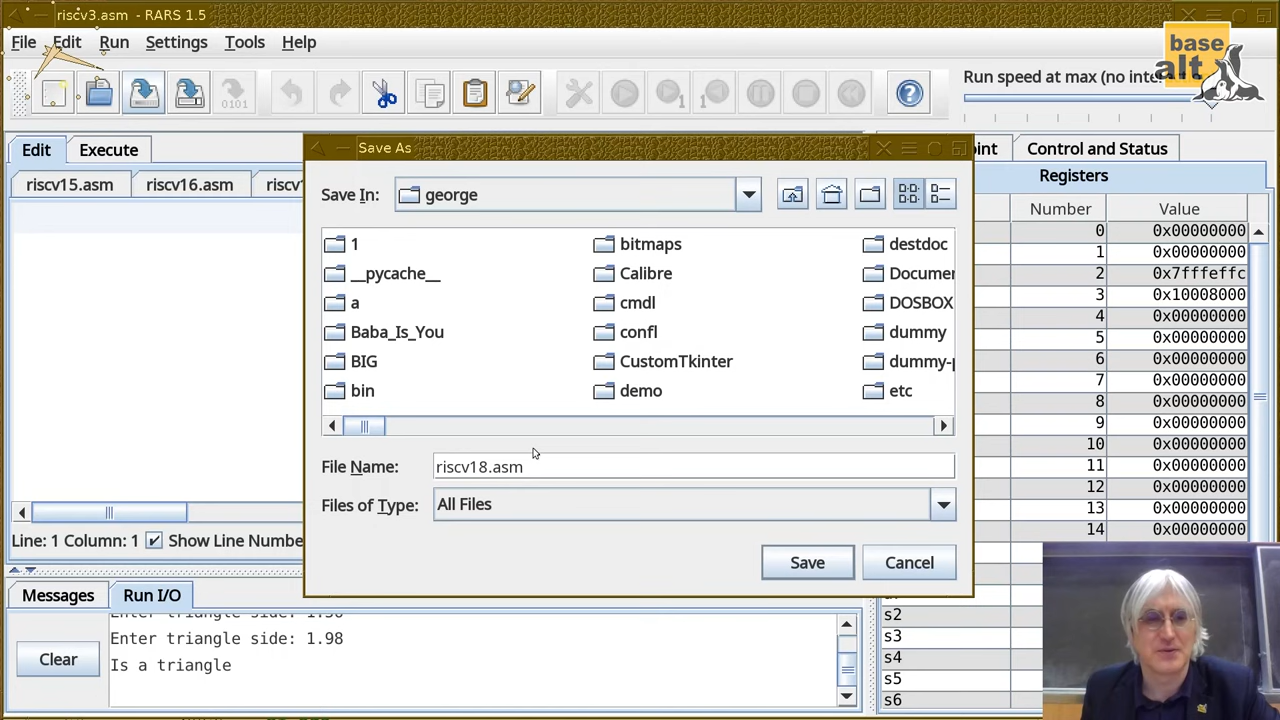 riscv3.asm - RARS 1.5
File Edit Run Settings Tools Help
base
alt
Run speed at max (no inte
Edit Execute
riscv15.asm riscv16.asm riscv1
Save As
Save In: george
1 bitmaps destdoc
__pycache__ Calibre Documen
a cmdl DOSBOX
Baba_Is_You confl dummy
BIG CustomTkinter dummy-p
bin demo etc
File Name: riscv18.asm
Files of Type: All Files
Save Cancel
oint Control and Status
Registers
Number Value
0 0x00000000
1 0x00000000
2 0x7fffeffc
3 0x10008000
4 0x00000000
5 0x00000000
6 0x00000000
7 0x00000000
8 0x00000000
9 0x00000000
10 0x00000000
11 0x00000000
12 0x00000000
13 0x00000000
14 0x00000000
s2
s3
s4
s5
s6
Line: 1 Column: 1 Show Line Numbe
Messages Run I/O
Clear
Enter triangle side: 1.98
Is a triangle